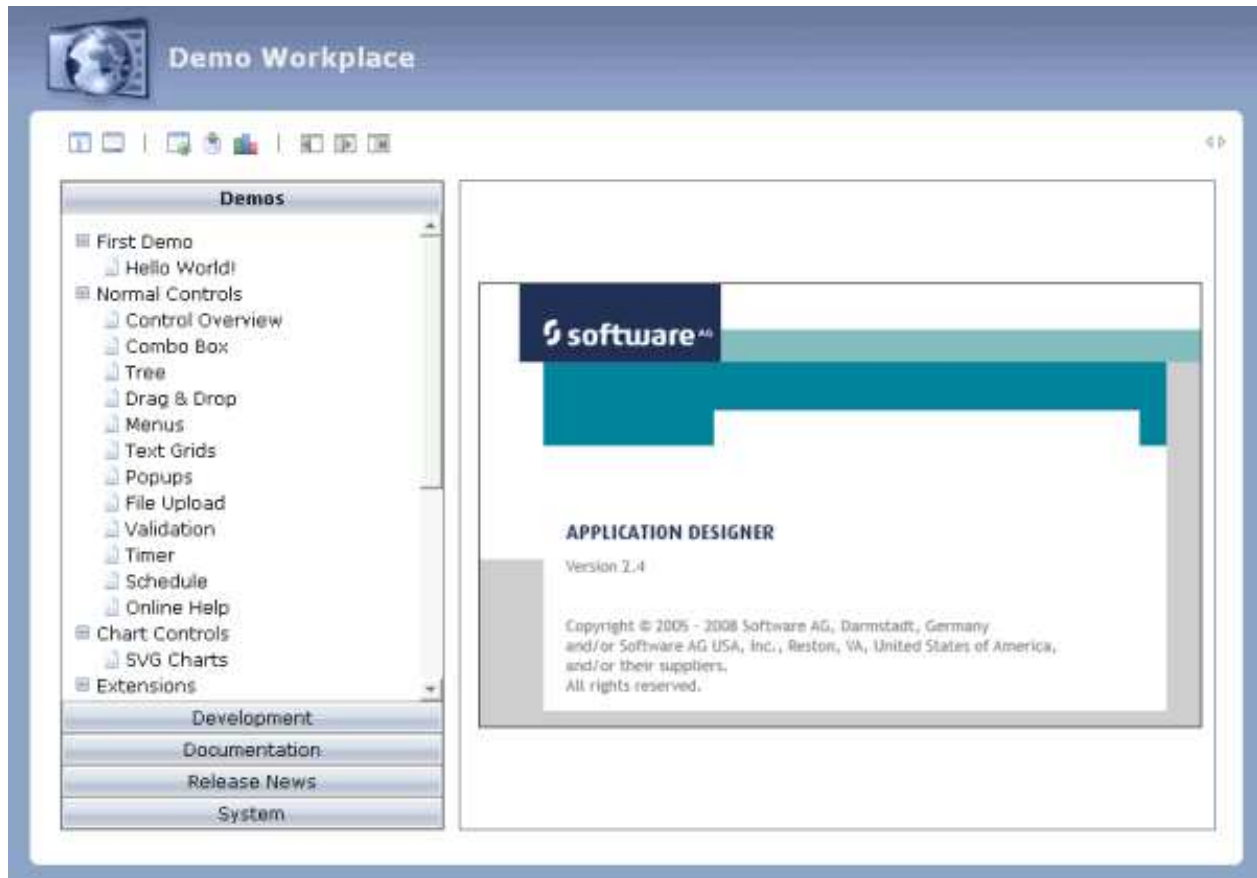 Demo Workplace
Demos
First Demo
Hello World!
Normal Controls
Control Overview
Combo Box
Tree
Drag & Drop
Menus
Text Grids
Popups
File Upload
Validation
Timer
Schedule
Online Help
Chart Controls
SVG Charts
Extensions
Development
Documentation
Release News
System
software AG
APPLICATION DESIGNER
Version 2.4
Copyright © 2005 - 2008 Software AG, Darmstadt, Germany
and/or Software AG USA, Inc., Reston, VA, United States of America,
and/or their suppliers.
All rights reserved.